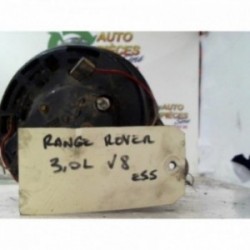 AUTO
PIECES
RANGE ROVER
3,0L V8
ESS